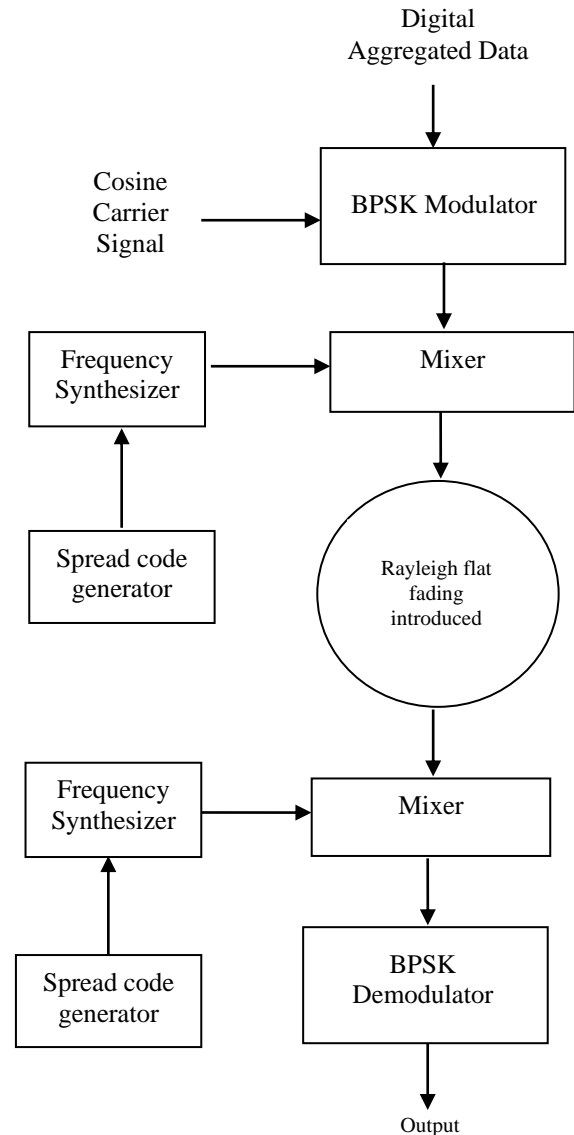 Digital
Aggregated Data
Cosine
Carrier
Signal
BPSK Modulator
Frequency
Synthesizer
Mixer
Spread code
generator
Rayleigh flat
fading
introduced
Frequency
Synthesizer
Mixer
Spread code
generator
BPSK
Demodulator
Output